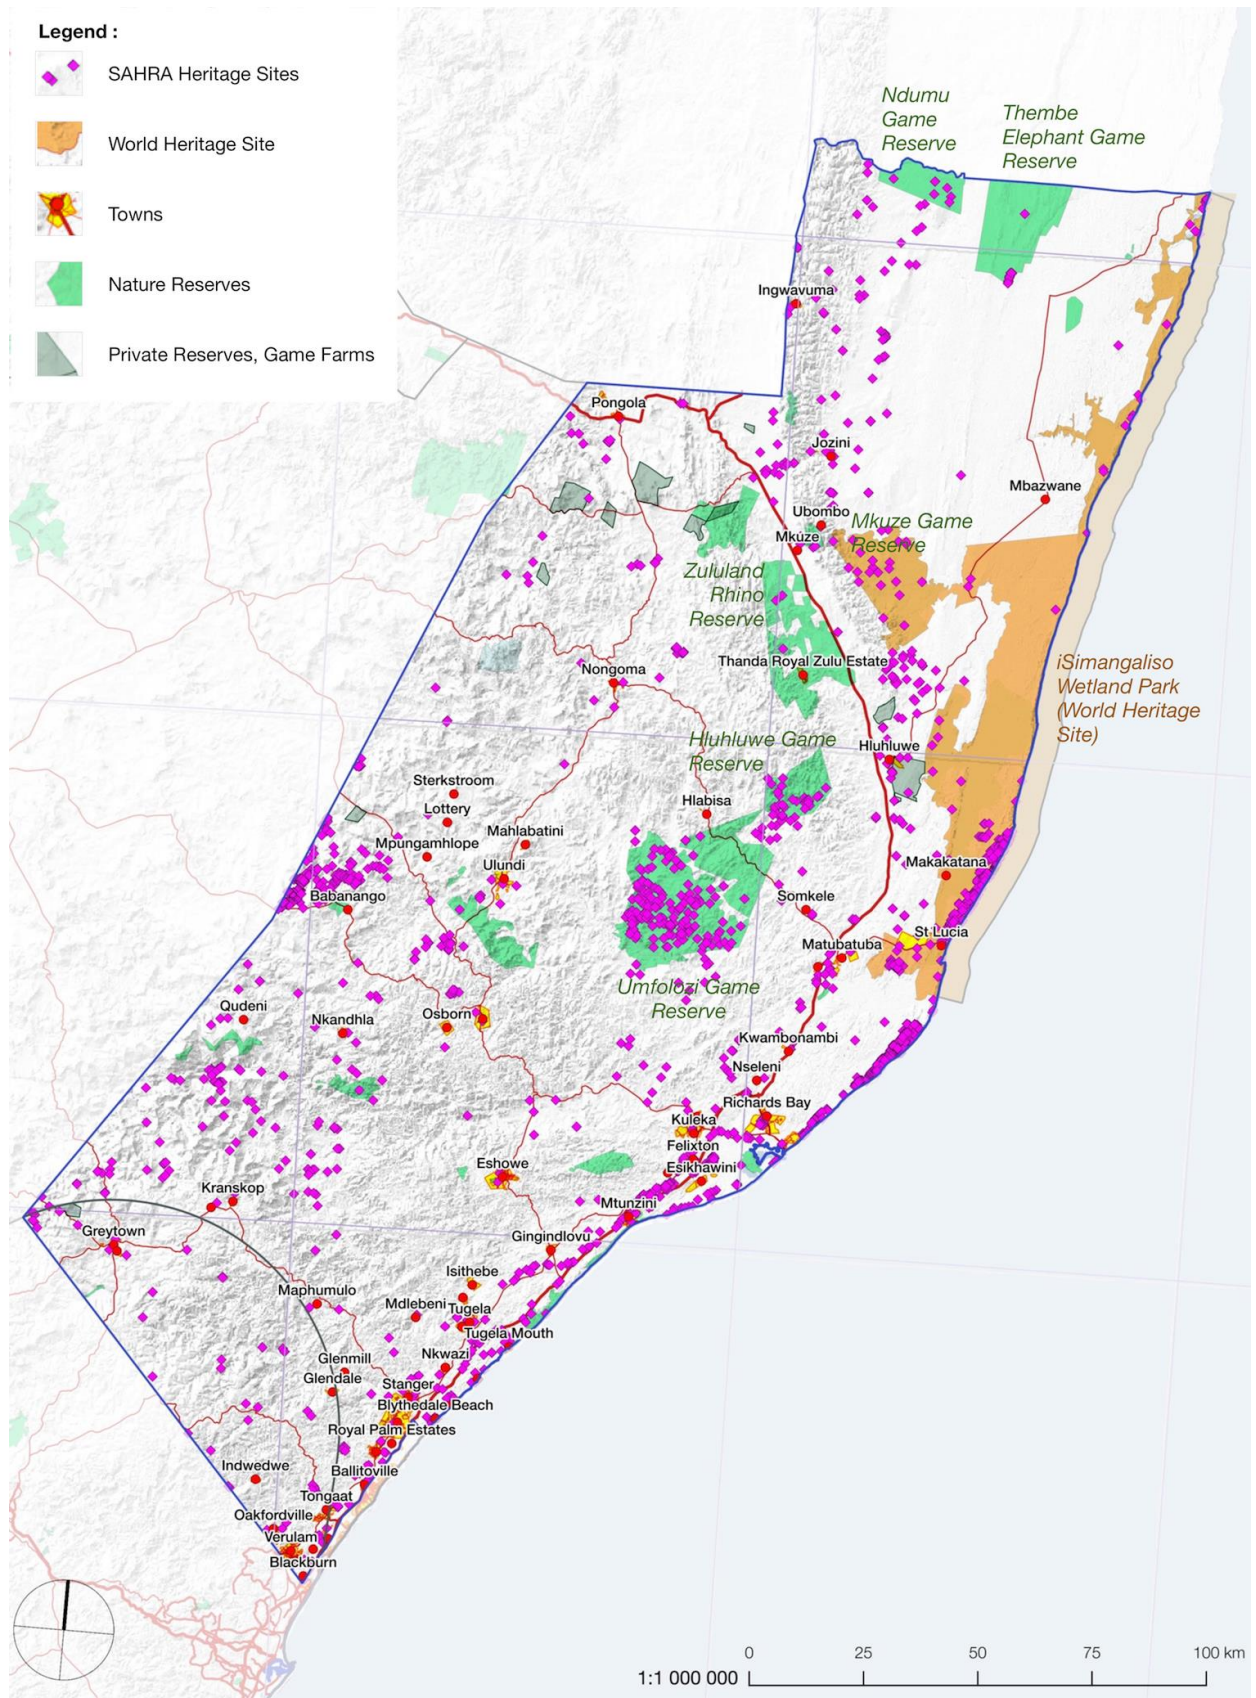 Legend :
SAHRA Heritage Sites
World Heritage Site
Towns
Nature Reserves
Private Reserves, Game Farms
Ndumu
Game
Reserve
Thembe
Elephant Game
Reserve
Ingwavuma
Pongola
Jozini
Mbazwane
Ubombo
Mkuze Game
Reserve
Mkuze
Zululand
Rhino
Reserve
Thanda Royal Zulu Estate
Nongoma
iSimangaliso
Wetland Park
(World Heritage
Site)
Hluhluwe Game
Reserve
Hluhluwe
Sterkstroom
Lottery
Hlabisa
Mahlabatini
Mpungamhlope
Ulundi
Makakatana
Babanango
Somkele
St Lucia
Matubatuba
Umfolozi Game
Reserve
Qudeni
Nkandhla
Osborn
Kwambonambi
Nseleni
Richards Bay
Kuleka
Felixton
Esikhawini
Eshowe
Kranskop
Mtunzini
Greytown
Gingindlovu
Isithebe
Maphumulo
Mdlebeni
Tugela
Tugela Mouth
Nkwazi
Glenmill
Glendale
Stanger
Blythedale Beach
Royal Palm Estates
Indwedwe
Ballitoville
Tongaat
Oakfordville
Verulam
Blackburn
0 25 50 75 100 km
1:1 000 000